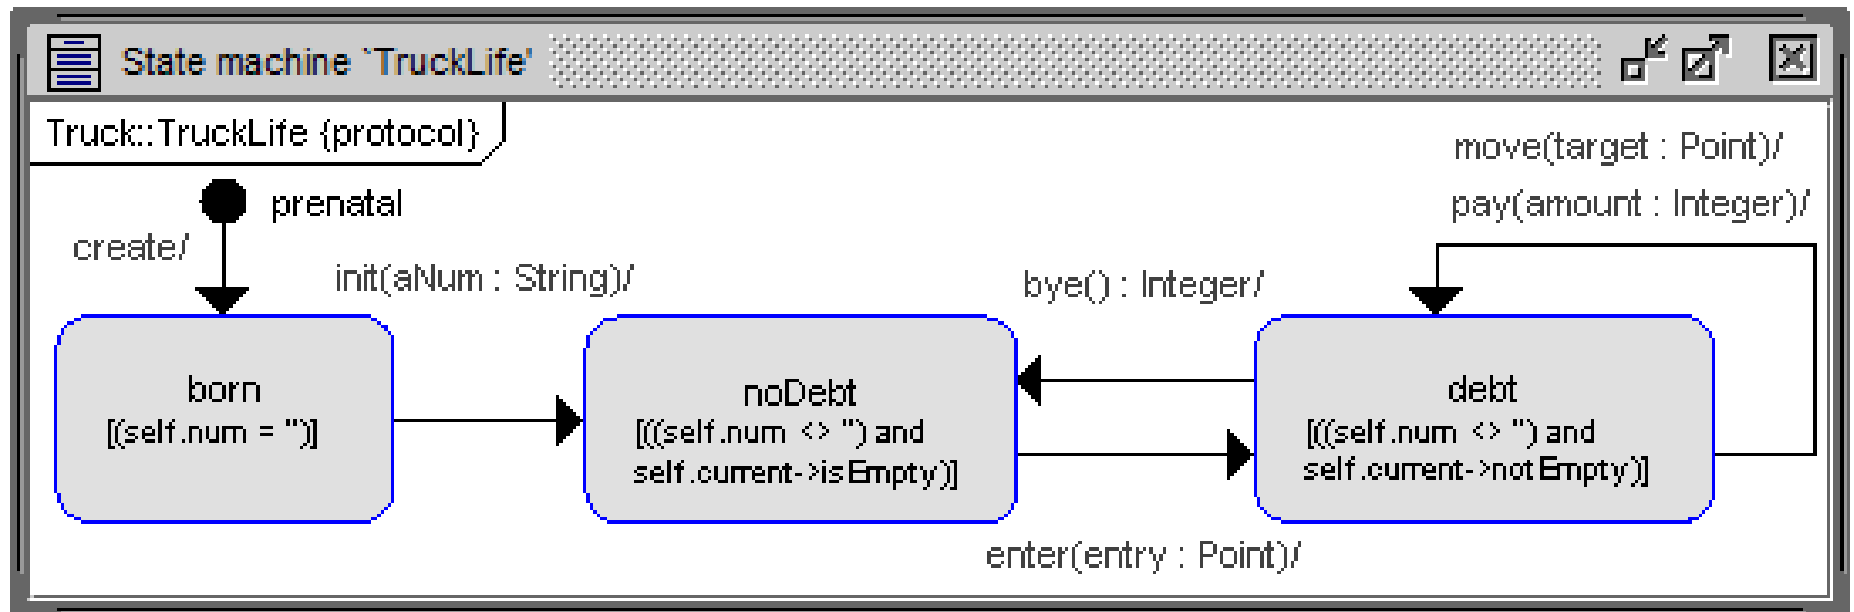 State machine `TruckLife'
Truck::TruckLife {protocol}
move(target : Point)/
prenatal
pay(amount : Integer)/
create/
init(aNum : String)/
bye() : Integer/
born
[(self.num = '')]
noDebt
[((self.num <> '') and
self.current->isEmpty)]
debt
[((self.num <> '') and
self.current->notEmpty)]
enter(entry : Point)/